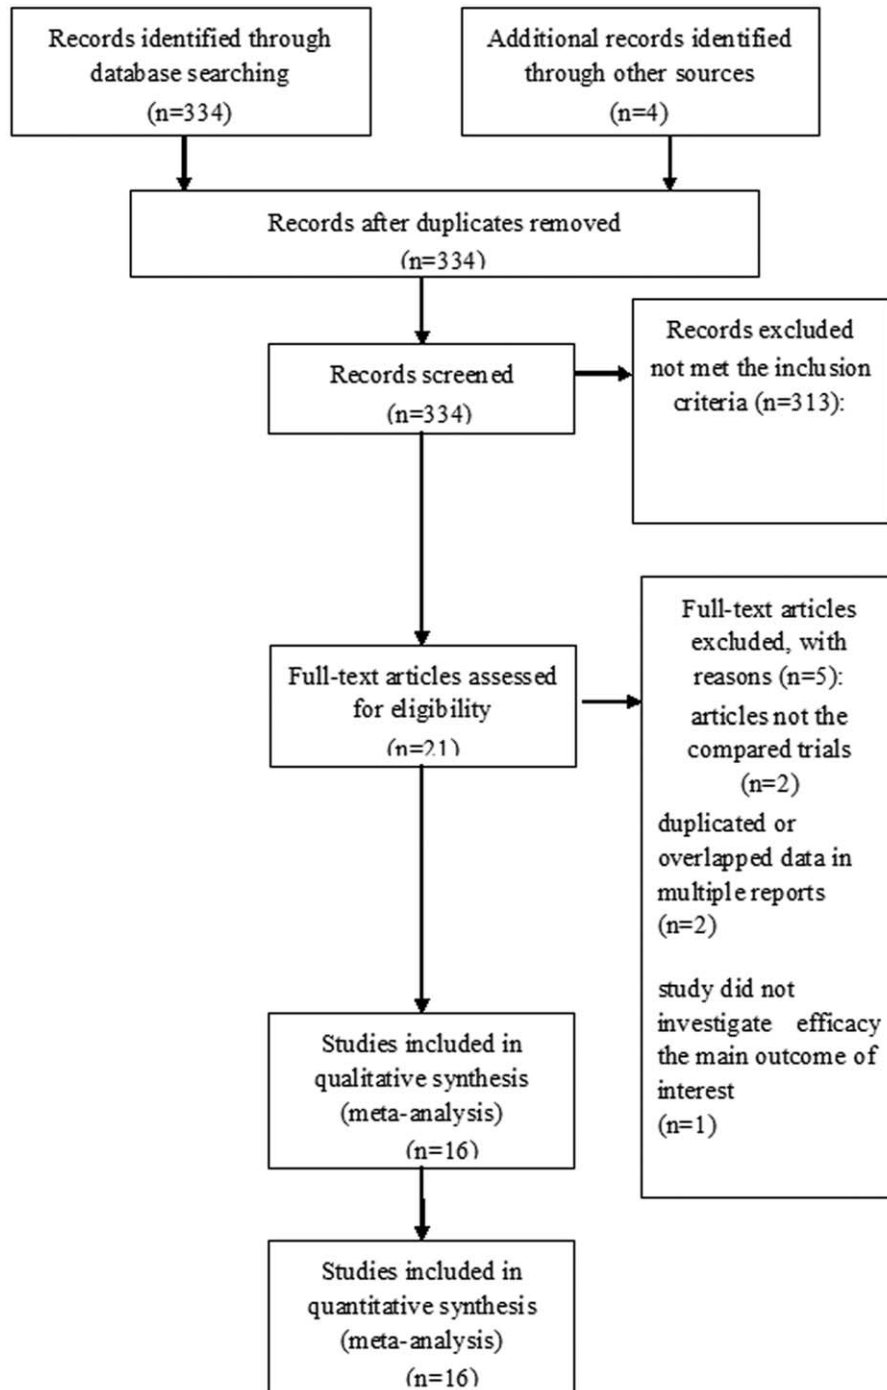 Records identified through
database searching
(n=334)
Additional records identified
through other sources
(n=4)
Records after duplicates removed
(n=334)
Records screened
(n=334)
Records excluded
not met the inclusion
criteria (n=313):
Full-text articles assessed
for eligibility
(n=21)
Full-text articles
excluded, with
reasons (n=5):
articles not the
compared trials
(n=2)
duplicated or
overlapped data in
multiple reports
(n=2)
study did not
investigate efficacy
the main outcome of
interest
(n=1)
Studies included in
qualitative synthesis
(meta-analysis)
(n=16)
Studies included in
quantitative synthesis
(meta-analysis)
(n=16)